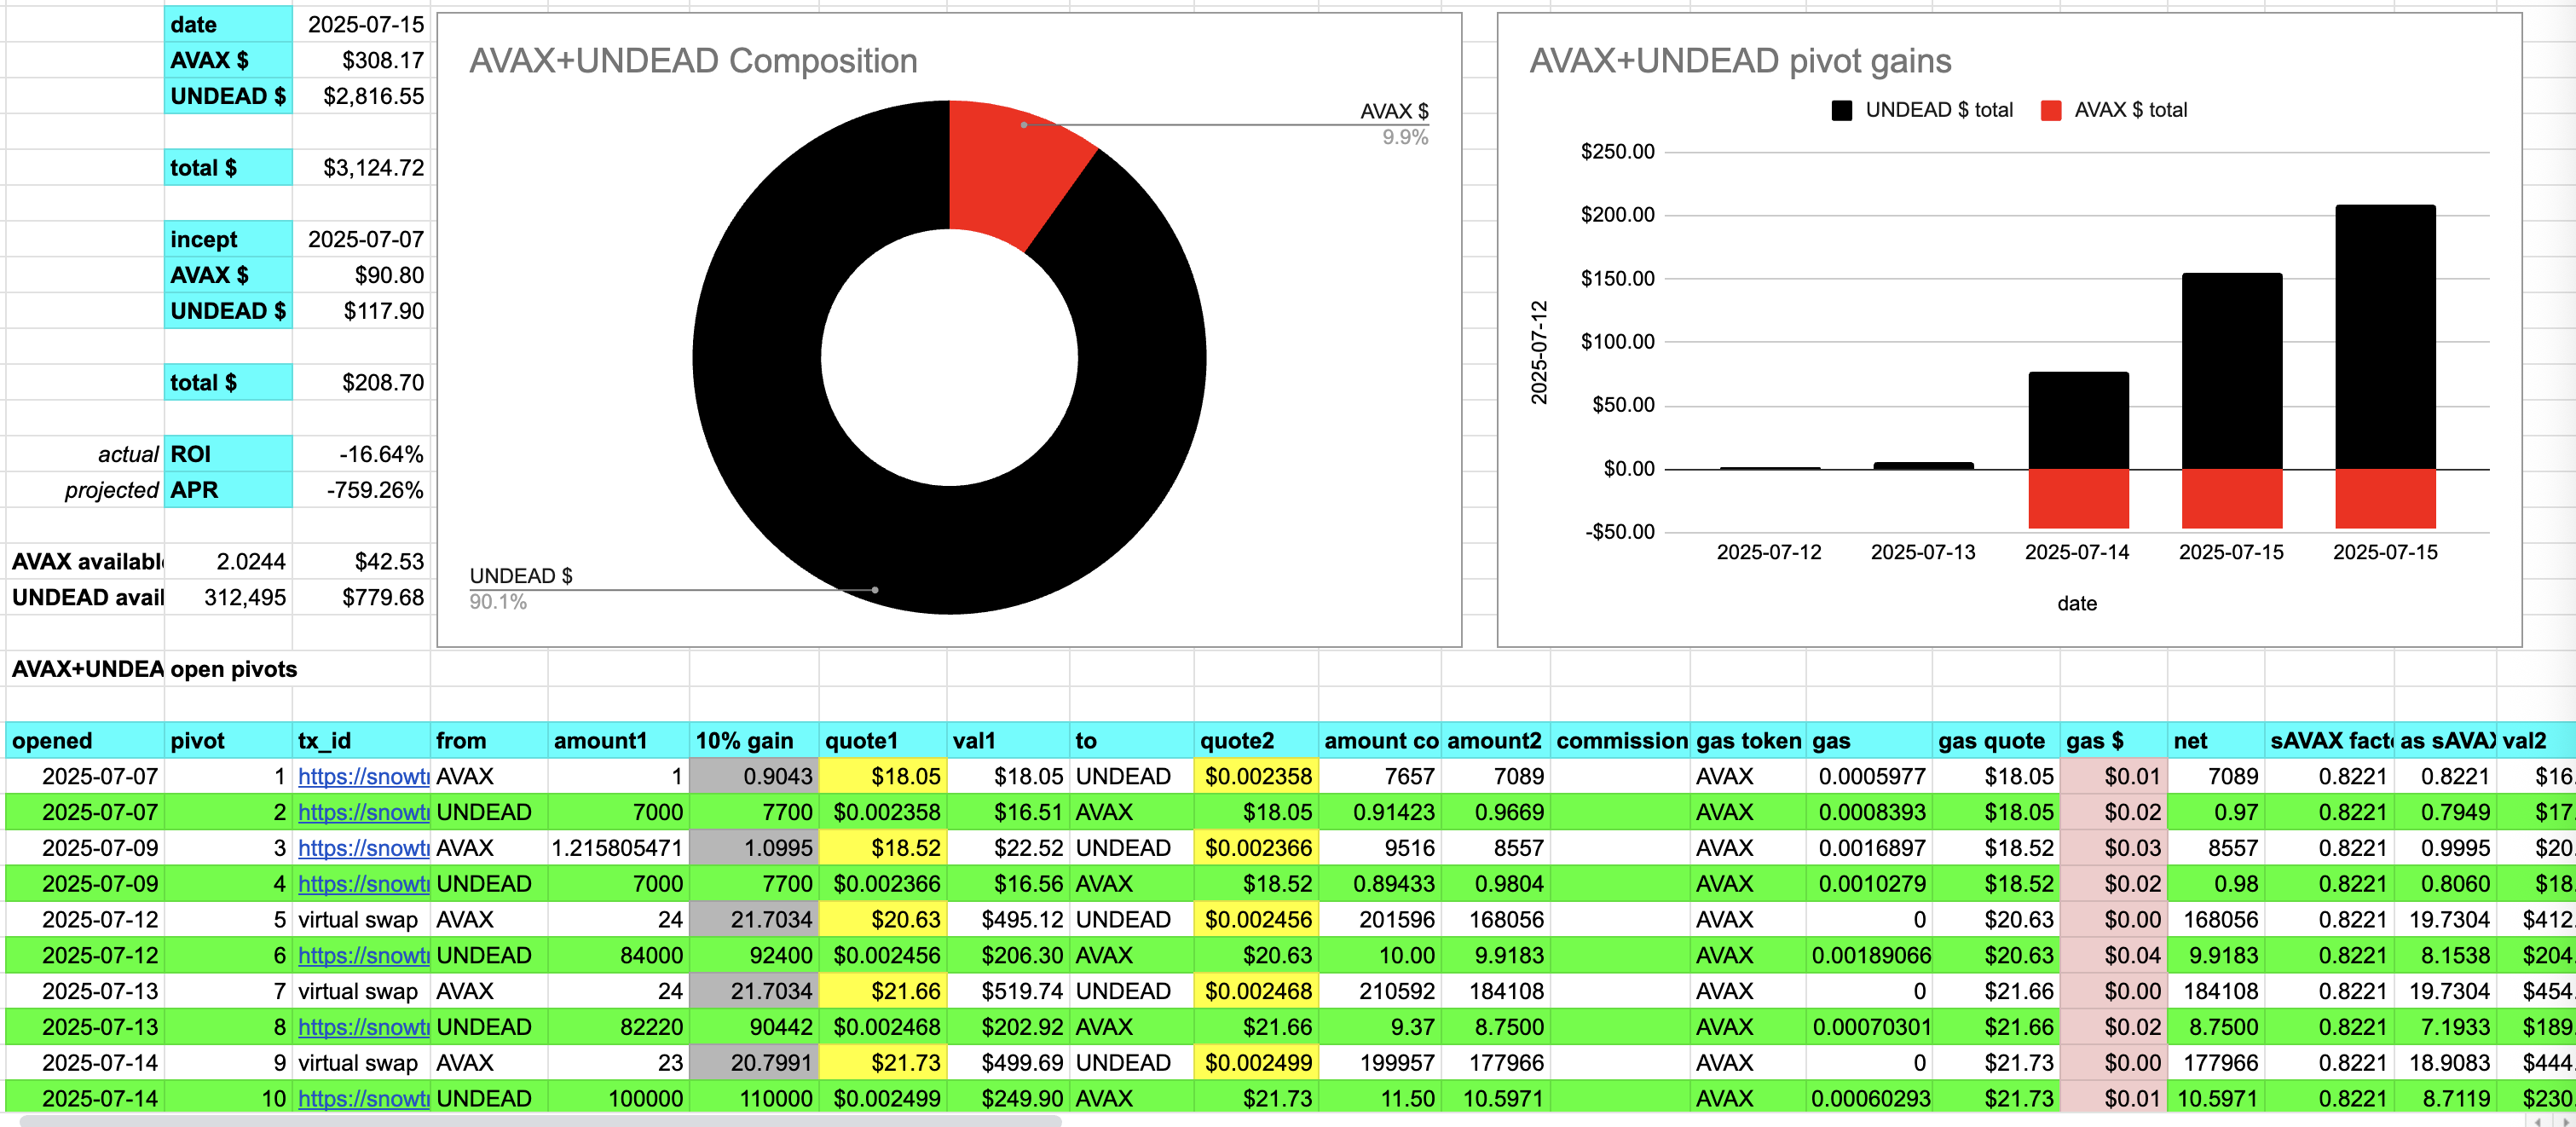 date 2025-07-15
AVAX $ $308.17
UNDEAD $ $2,816.55
total $ $3,124.72
incept 2025-07-07
AVAX $ $90.80
UNDEAD $ $117.90
total $ $208.70
actual ROI -16.64%
projected APR -759.26%
AVAX availabl 2.0244 $42.53
UNDEAD avail 312,495 $779.68
AVAX+UNDEAD Composition
AVAX $
9.9%
UNDEAD $
90.1%
AVAX+UNDEAD pivot gains
UNDEAD $ total AVAX $ total
$250.00
$200.00
$150.00
$100.00
$50.00
$0.00
-$50.00
2025-07-12
2025-07-12 2025-07-13 2025-07-14 2025-07-15 2025-07-15
date
AVAX+UNDEA open pivots
opened pivot tx_id from amount1 10% gain quote1 val1 to quote2 amount co amount2 commission gas token gas gas quote gas $ net sAVAX fact as sAVAX val2
2025-07-07 1 https://snowt AVAX 1 0.9043 $18.05 $18.05 UNDEAD $0.002358 7657 7089 AVAX 0.0005977 $18.05 $0.01 7089 0.8221 0.8221 $16.
2025-07-07 2 https://snowt UNDEAD 7000 7700 $0.002358 $16.51 AVAX $18.05 0.91423 0.9669 AVAX 0.0008393 $18.05 $0.02 0.97 0.8221 0.7949 $17.
2025-07-09 3 https://snowt AVAX 1.215805471 1.0995 $18.52 $22.52 UNDEAD $0.002366 9516 8557 AVAX 0.0016897 $18.52 $0.03 8557 0.8221 0.9995 $20.
2025-07-09 4 https://snowt UNDEAD 7000 7700 $0.002366 $16.56 AVAX $18.52 0.89433 0.9804 AVAX 0.0010279 $18.52 $0.02 0.98 0.8221 0.8060 $18.
2025-07-12 5 virtual swap AVAX 24 21.7034 $20.63 $495.12 UNDEAD $0.002456 201596 168056 AVAX 0 $20.63 $0.00 168056 0.8221 19.7304 $412.
2025-07-12 6 https://snowt UNDEAD 84000 92400 $0.002456 $206.30 AVAX $20.63 10.00 9.9183 AVAX 0.00189066 $20.63 $0.04 9.9183 0.8221 8.1538 $204.
2025-07-13 7 virtual swap AVAX 24 21.7034 $21.66 $519.74 UNDEAD $0.002468 210592 184108 AVAX 0 $21.66 $0.00 184108 0.8221 19.7304 $454.
2025-07-13 8 https://snowt UNDEAD 82220 90442 $0.002468 $202.92 AVAX $21.66 9.37 8.7500 AVAX 0.00070301 $21.66 $0.02 8.7500 0.8221 7.1933 $189.
2025-07-14 9 virtual swap AVAX 23 20.7991 $21.73 $499.69 UNDEAD $0.002499 199957 177966 AVAX 0 $21.73 $0.00 177966 0.8221 18.9083 $444.
2025-07-14 10 https://snowt UNDEAD 100000 110000 $0.002499 $249.90 AVAX $21.73 11.50 10.5971 AVAX 0.00060293 $21.73 $0.01 10.5971 0.8221 8.7119 $230.